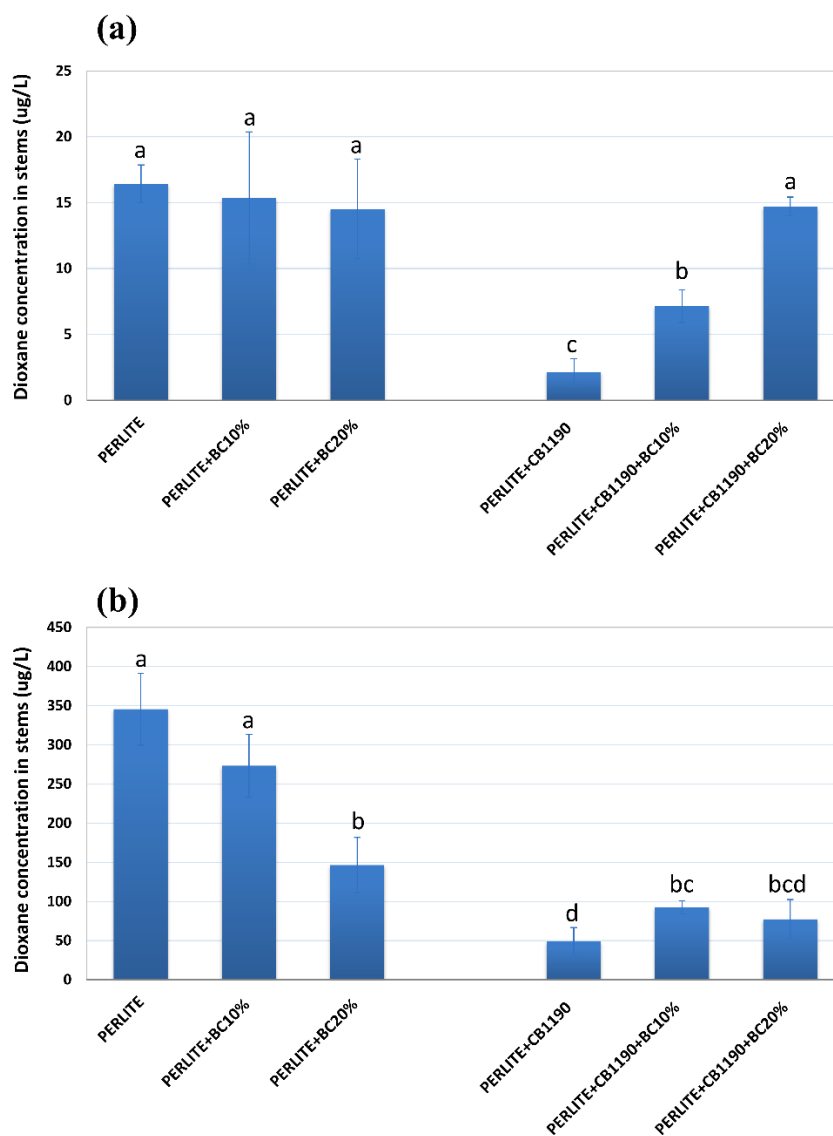 (a)
Dioxane concentration in stems (ug/L)
25
20
15
10
5
0
a
a
a
c
b
a
PERLITE
PERLITE+BC10%
PERLITE+BC20%
PERLITE+CB1190
PERLITE+CB1190+BC10%
PERLITE+CB1190+BC20%
(b)
Dioxane concentration in stems (ug/L)
450
400
350
300
250
200
150
100
50
0
a
a
b
d
bc
bcd
PERLITE
PERLITE+BC10%
PERLITE+BC20%
PERLITE+CB1190
PERLITE+CB1190+BC10%
PERLITE+CB1190+BC20%